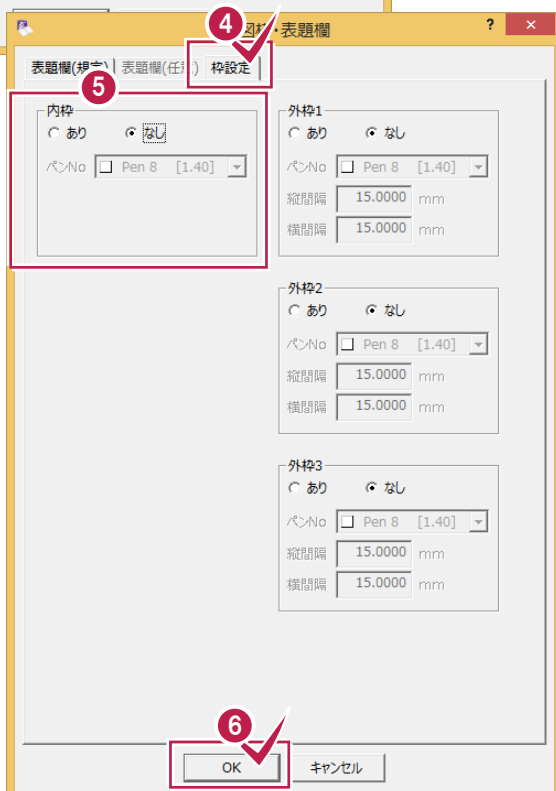 4
・表題欄
?
×
表題欄(規定)
表題欄(任意)
枠設定
5
内枠
あり
なし
ペンNo
Pen 8 [1.40]
外枠1
あり
なし
ペンNo
Pen 8 [1.40]
縦間隔
15.0000 mm
横間隔
15.0000 mm
外枠2
あり
なし
ペンNo
Pen 8 [1.40]
縦間隔
15.0000 mm
横間隔
15.0000 mm
外枠3
あり
なし
ペンNo
Pen 8 [1.40]
縦間隔
15.0000 mm
横間隔
15.0000 mm
6
OK
キャンセル